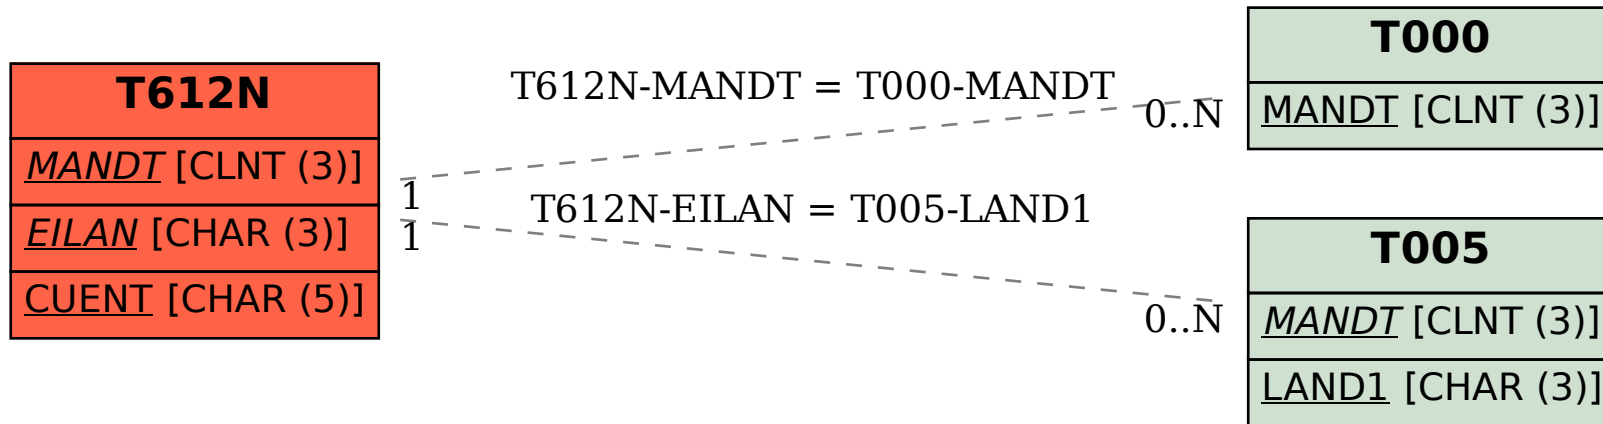 T612N
MANDT [CLNT (3)]
EILAN [CHAR (3)]
CUENT [CHAR (5)]
T612N-MANDT = T000-MANDT
1
0..N
T612N-EILAN = T005-LAND1
1
0..N
T000
MANDT [CLNT (3)]
T005
MANDT [CLNT (3)]
LAND1 [CHAR (3)]